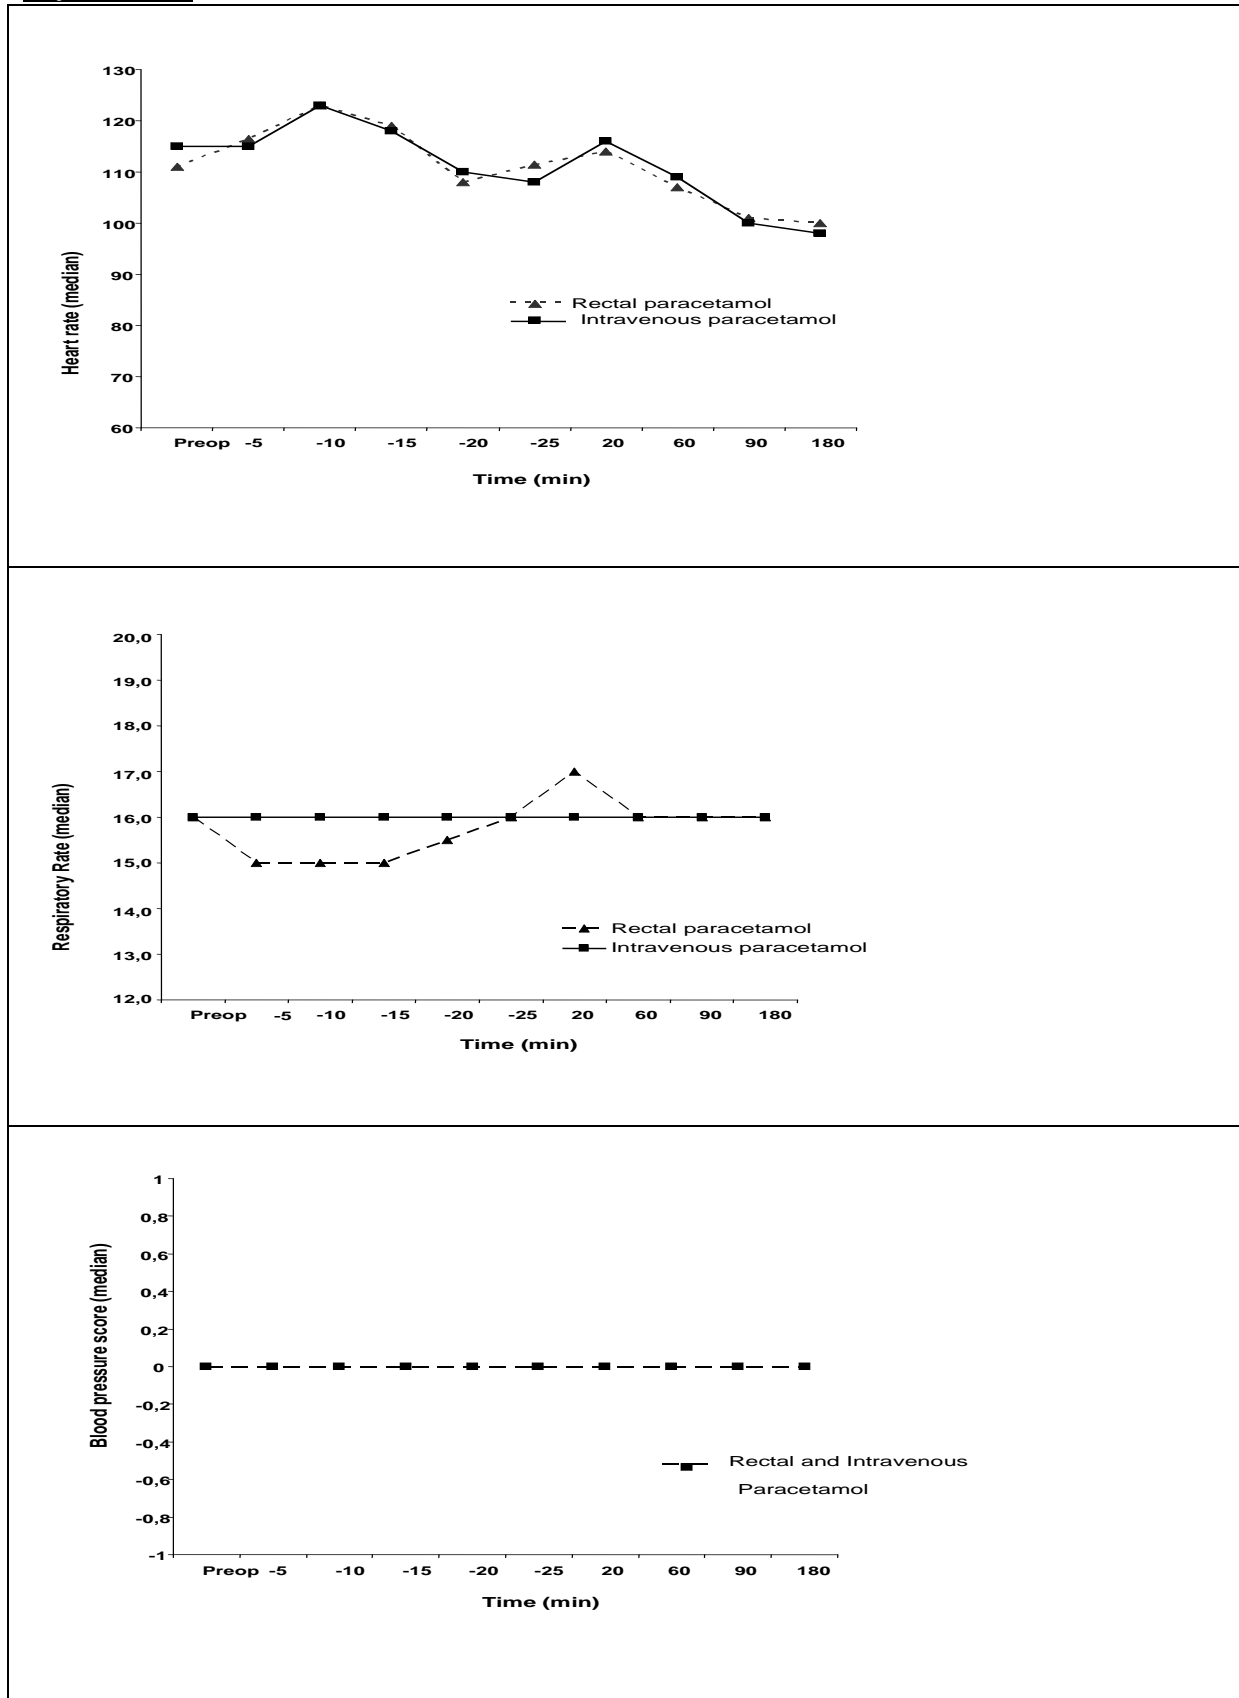 130
120
110
100
90
80
70
60
Heart rate (median)
Rectal paracetamol
Intravenous paracetamol
Preop -5 -10 -15 -20 -25 20 60 90 180
Time (min)
20,0
19,0
18,0
17,0
16,0
15,0
14,0
13,0
12,0
Respiratory Rate (median)
Rectal paracetamol
Intravenous paracetamol
Preop -5 -10 -15 -20 -25 20 60 90 180
Time (min)
1
0,8
0,6
0,4
0,2
0
-0,2
-0,4
-0,6
-0,8
-1
Blood pressure score (median)
Rectal and Intravenous
Paracetamol
Preop -5 -10 -15 -20 -25 20 60 90 180
Time (min)